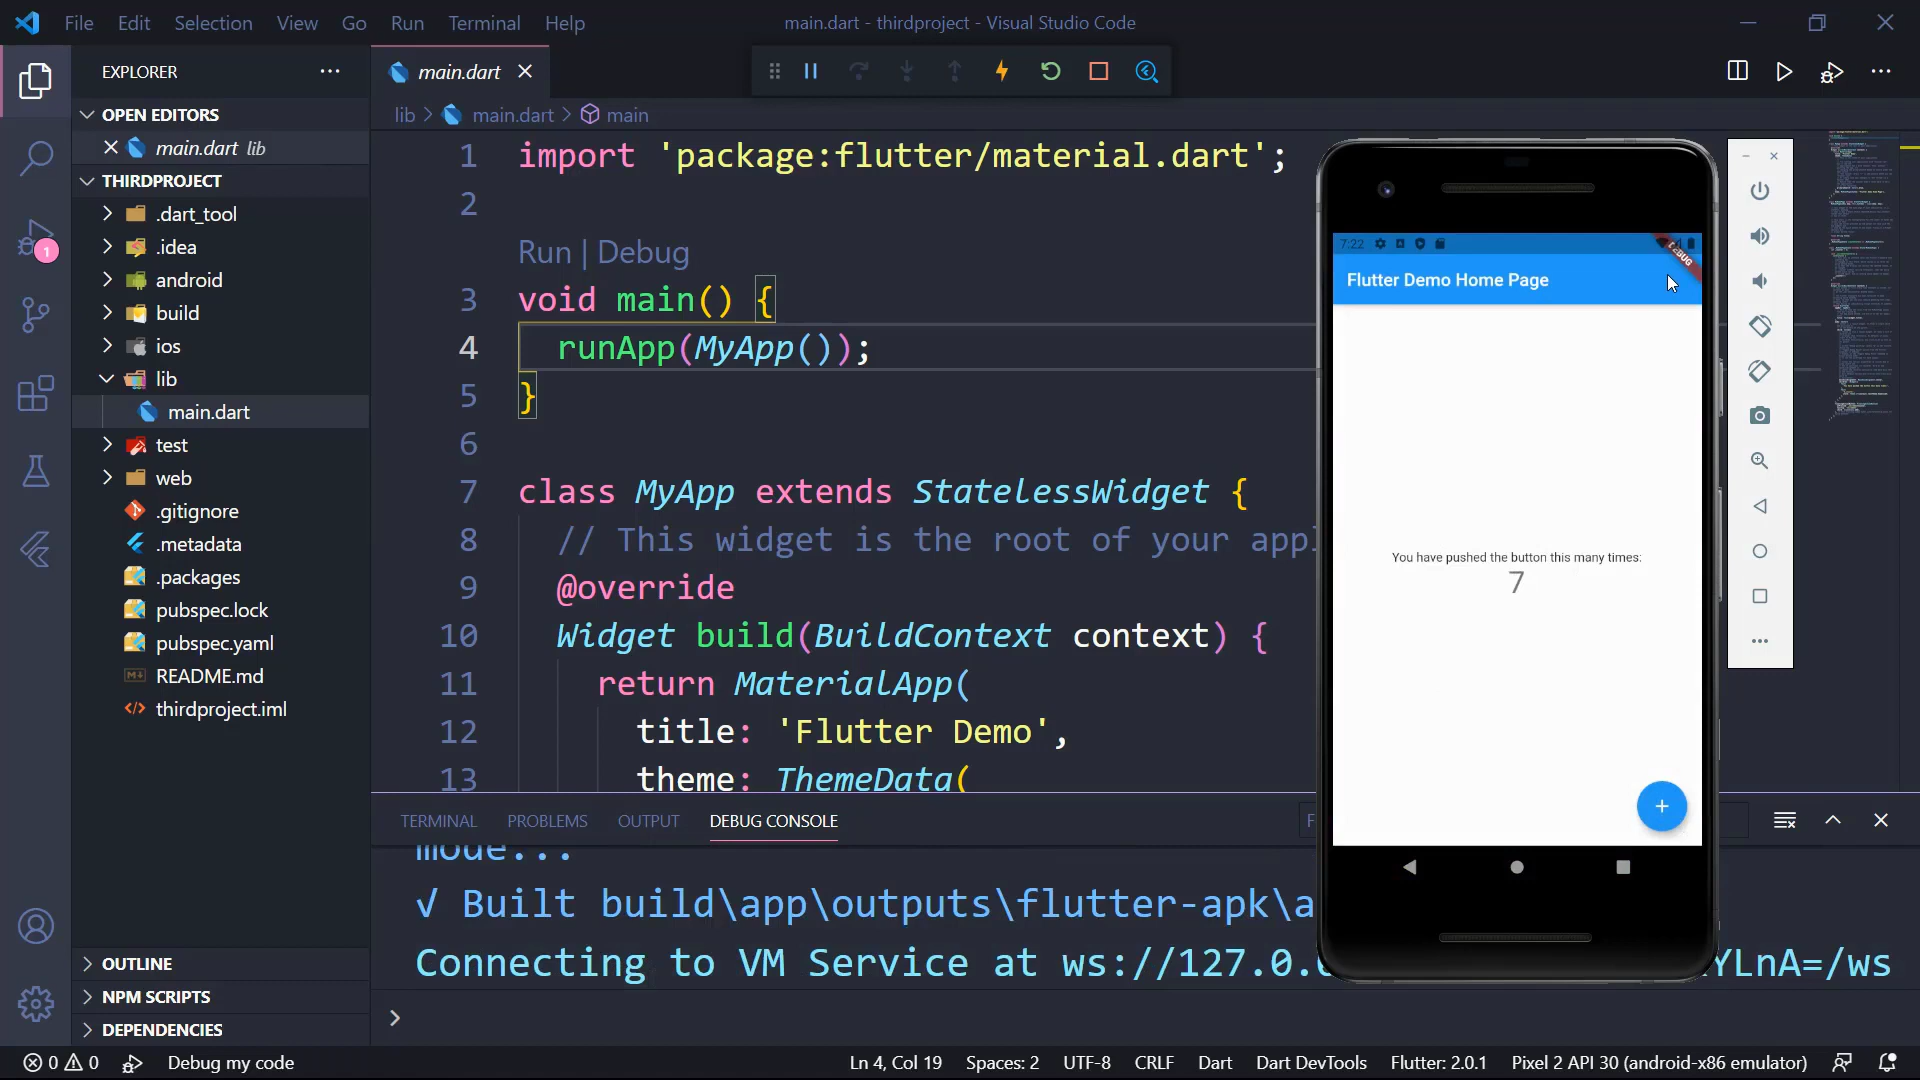 File Edit Selection View Go Run Terminal Help
main.dart - thirdproject - Visual Studio Code
EXPLORER
OPEN EDITORS
main.dart lib
THIRDPROJECT
.dart_tool
.idea
android
build
ios
lib
main.dart
test
web
.gitignore
.metadata
.packages
pubspec.lock
pubspec.yaml
README.md
thirdproject.iml
OUTLINE
NPM SCRIPTS
DEPENDENCIES
1
main.dart
lib > main.dart > main
1 import 'package:flutter/material.dart';
2
Run | Debug
3 void main() {
4 runApp(MyApp());
5 }
6
7 class MyApp extends StatelessWidget {
8 // This widget is the root of your appl
9 @override
10 Widget build(BuildContext context) {
11 return MaterialApp(
12 title: 'Flutter Demo',
13 theme: ThemeData(
7:22
DEBUG
Flutter Demo Home Page
You have pushed the button this many times:
7
+
TERMINAL PROBLEMS OUTPUT DEBUG CONSOLE
F
mode...
√ Built build\app\outputs\flutter-apk\a
Connecting to VM Service at ws://127.0. YLnA=/ws
>
0 0 Debug my code Ln 4, Col 19 Spaces: 2 UTF-8 CRLF Dart Dart DevTools Flutter: 2.0.1 Pixel 2 API 30 (android-x86 emulator)